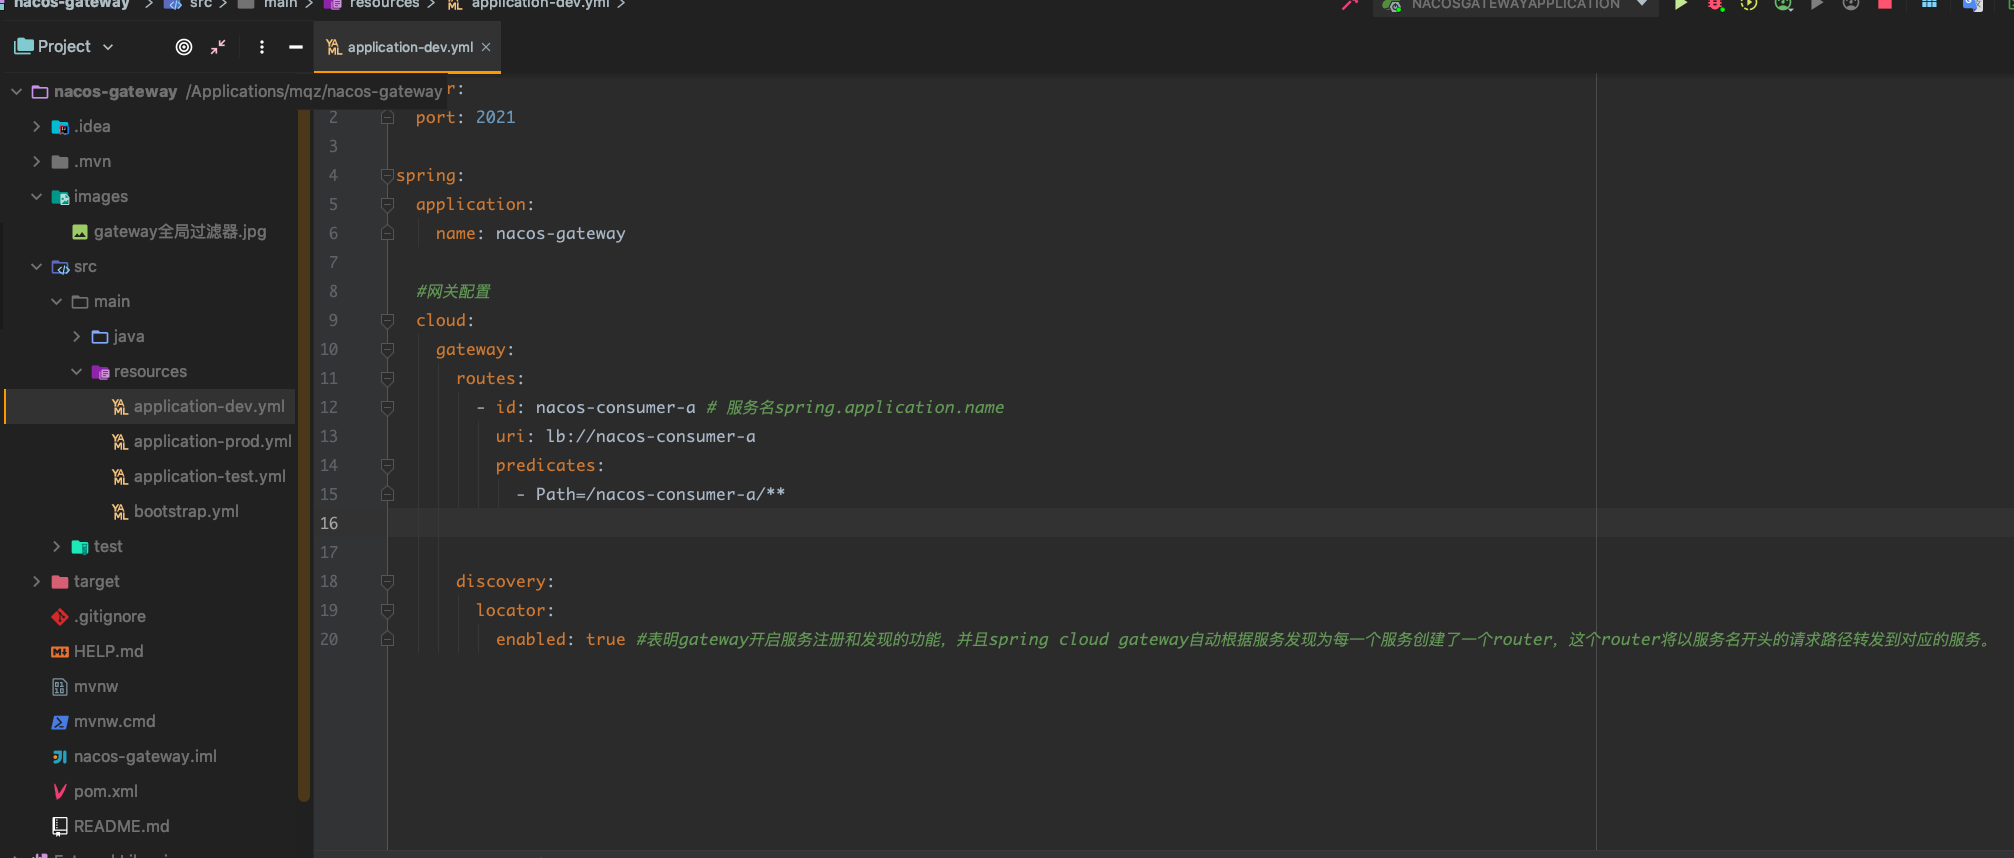 nacos-gateway > src > main > resources > application-dev.yml >
NACOSGATEWAYAPPLICATION
Project
application-dev.yml
nacos-gateway /Applications/mqz/nacos-gateway
.idea
.mvn
images
gateway全局过滤器.jpg
src
main
java
resources
application-dev.yml
application-prod.yml
application-test.yml
bootstrap.yml
test
target
.gitignore
HELP.md
mvnw
mvnw.cmd
nacos-gateway.iml
pom.xml
README.md
r:
2 port: 2021
3
4 spring:
5 application:
6 name: nacos-gateway
7
8 #网关配置
9 cloud:
10 gateway:
11 routes:
12 - id: nacos-consumer-a # 服务名spring.application.name
13 uri: lb://nacos-consumer-a
14 predicates:
15 - Path=/nacos-consumer-a/**
16
17
18 discovery:
19 locator:
20 enabled: true #表明gateway开启服务注册和发现的功能，并且spring cloud gateway自动根据服务发现为每一个服务创建了一个router，这个router将以服务名开头的请求路径转发到对应的服务。